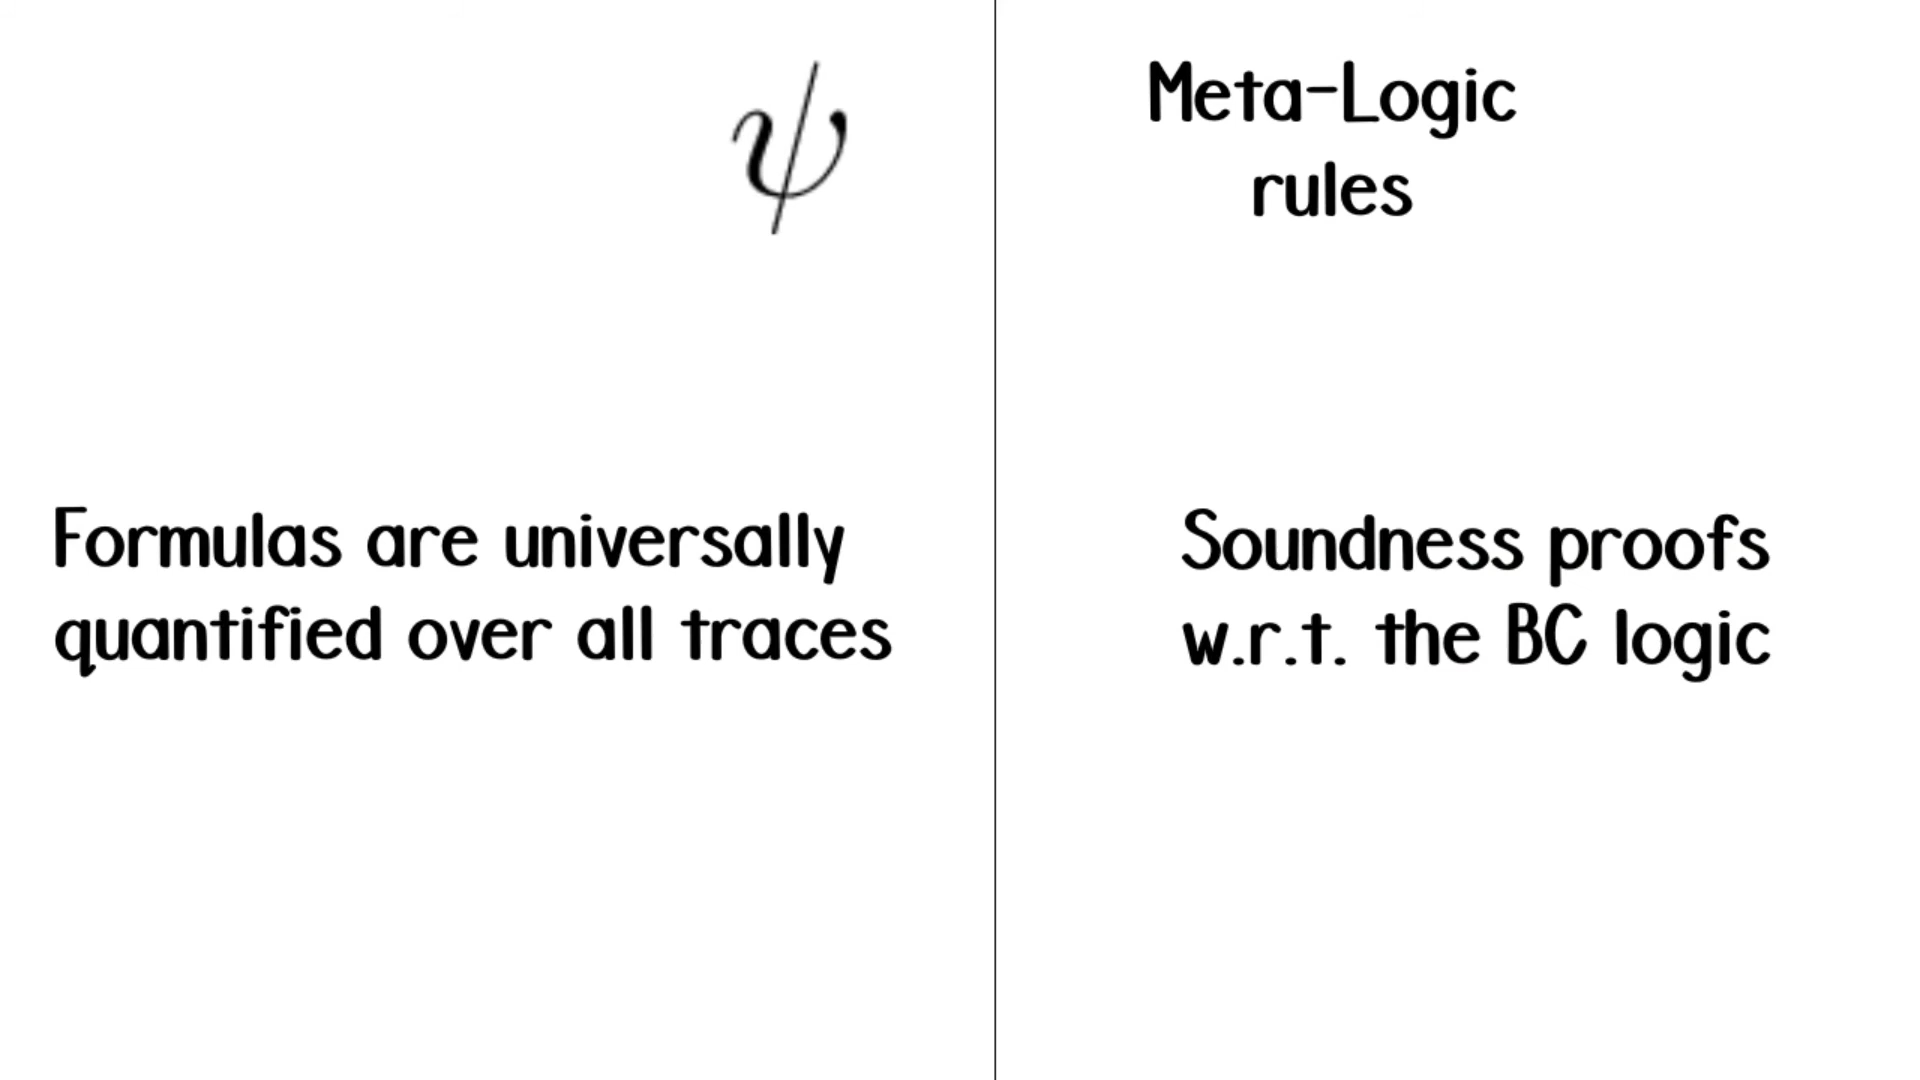 ψ
Formulas are universally
quantified over all traces
Meta-Logic
rules
Soundness proofs
w.r.t. the BC logic